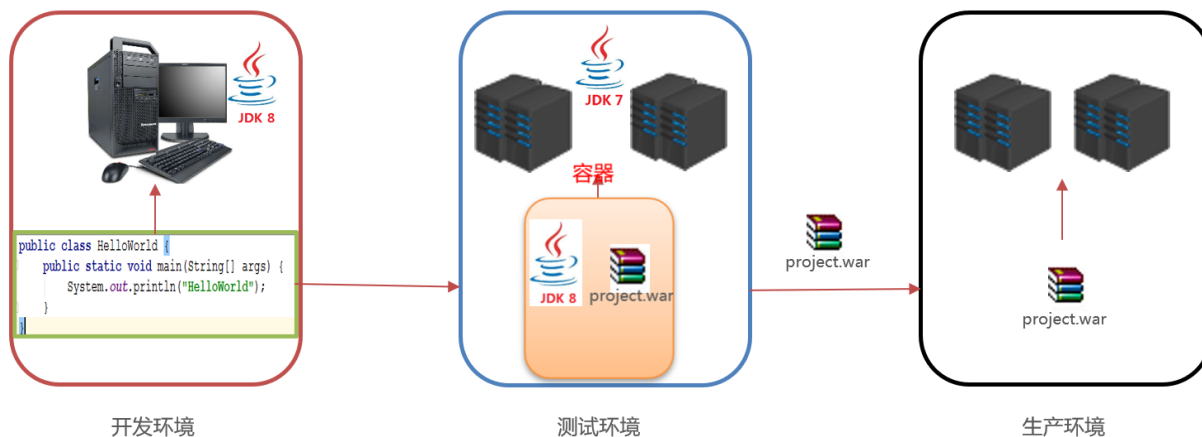 JDK 8
public class HelloWorld {
public static void main(String[] args) {
System.out.println("HelloWorld");
}
}
开发环境
JDK 7
容器
JDK 8
project.war
测试环境
project.war
project.war
生产环境